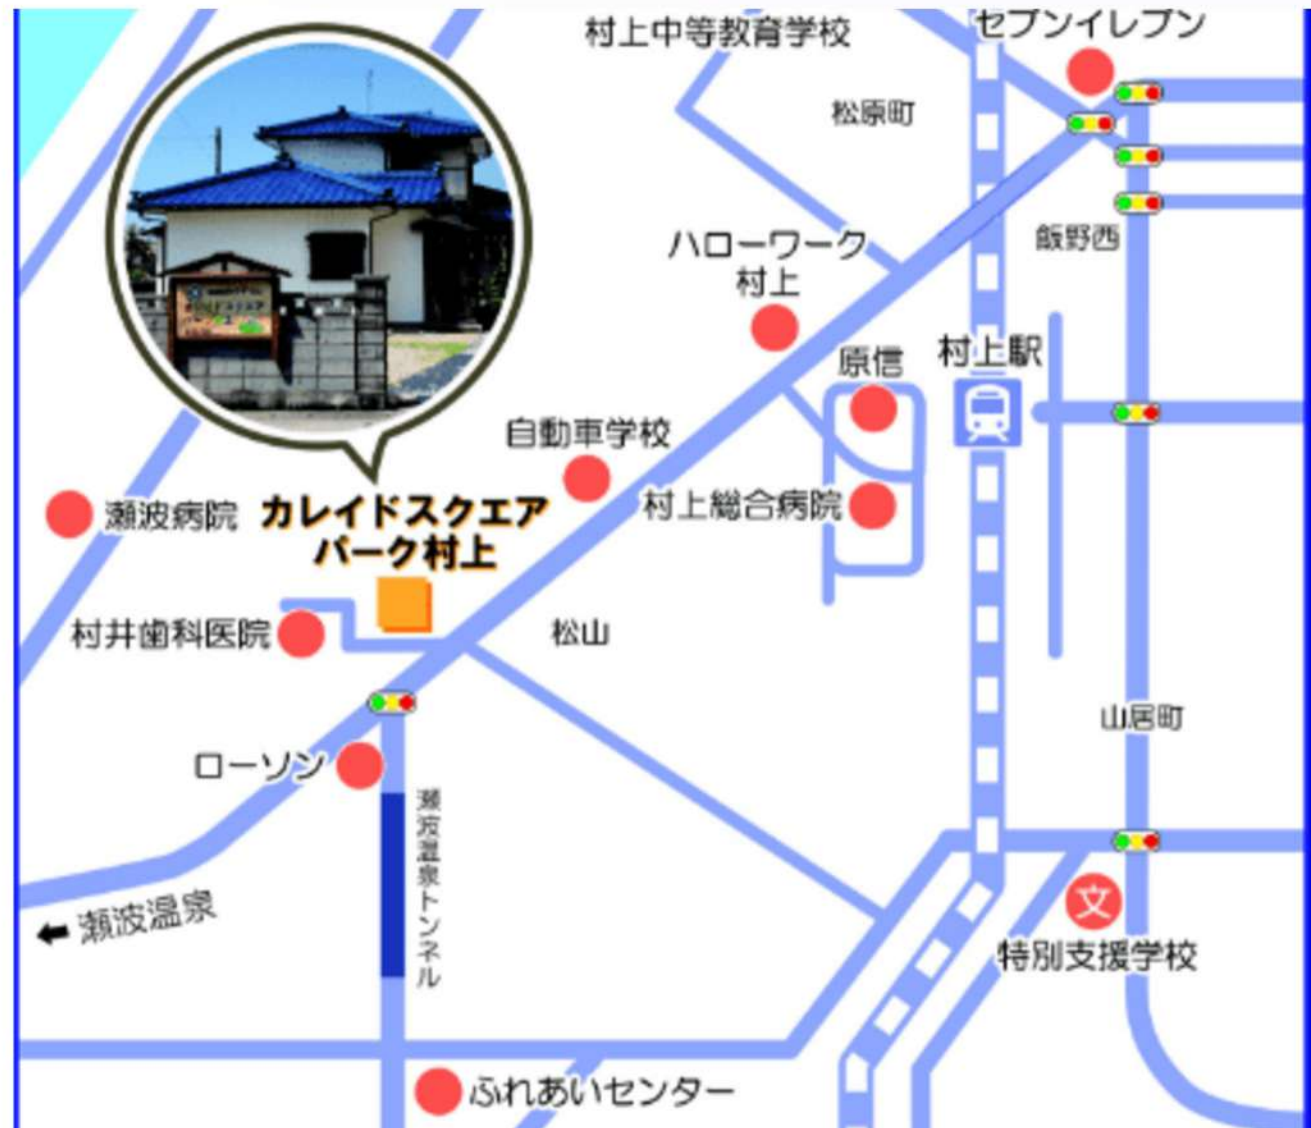 セブンイレブン
村上中等教育学校
松原町
飯野西
ハローワーク
村上
村上駅
原信
自動車学校
村上総合病院
瀬波病院
カレイドスクエア
パーク村上
村井歯科医院
松山
山居町
ローソン
瀬波温泉トンネル
瀬波温泉
文
特別支援学校
ふれあいセンター